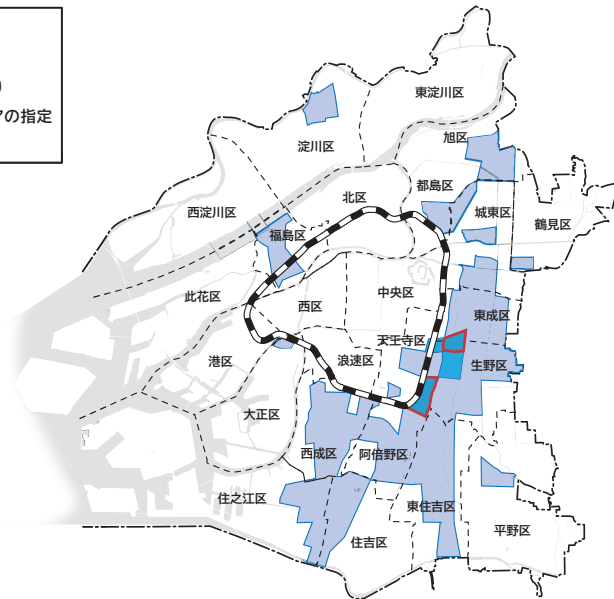 ）
アの指定
東淀川区
旭区
淀川区
都島区
北区
西淀川区
城東区
鶴見区
福島区
此花区
中央区
西区
東成区
天王寺区
浪速区
生野区
港区
大正区
西成区
阿倍野区
住之江区
東住吉区
平野区
住吉区